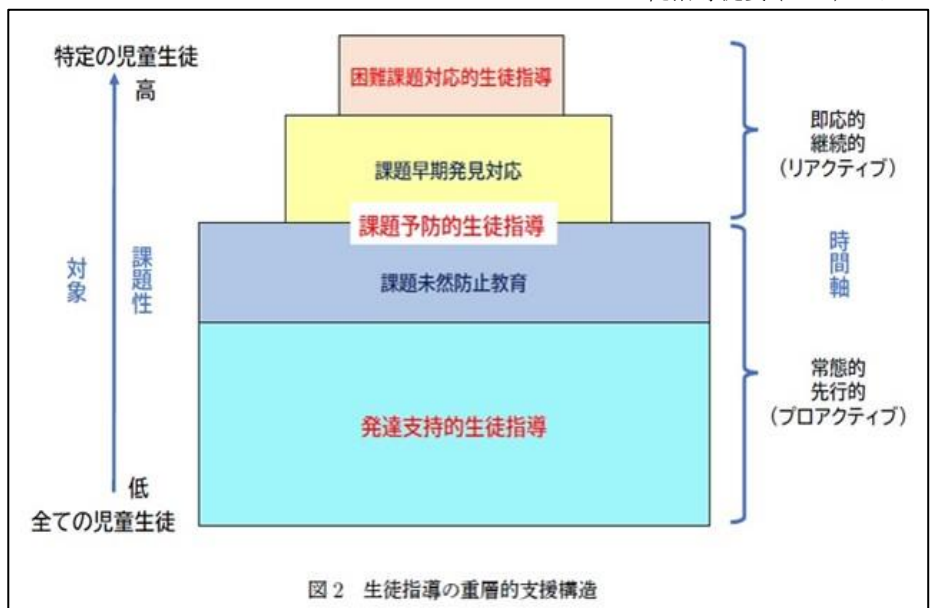 特定の児童生徒
高
困難課題対応的生徒指導
即応的
継続的
(リアクティブ)
課題早期発見対応
課題予防的生徒指導
対象
課題性
時間軸
課題未然防止教育
常態的
先行的
(プロアクティブ)
発達支持的生徒指導
低
全ての児童生徒
図2 生徒指導の重層的支援構造